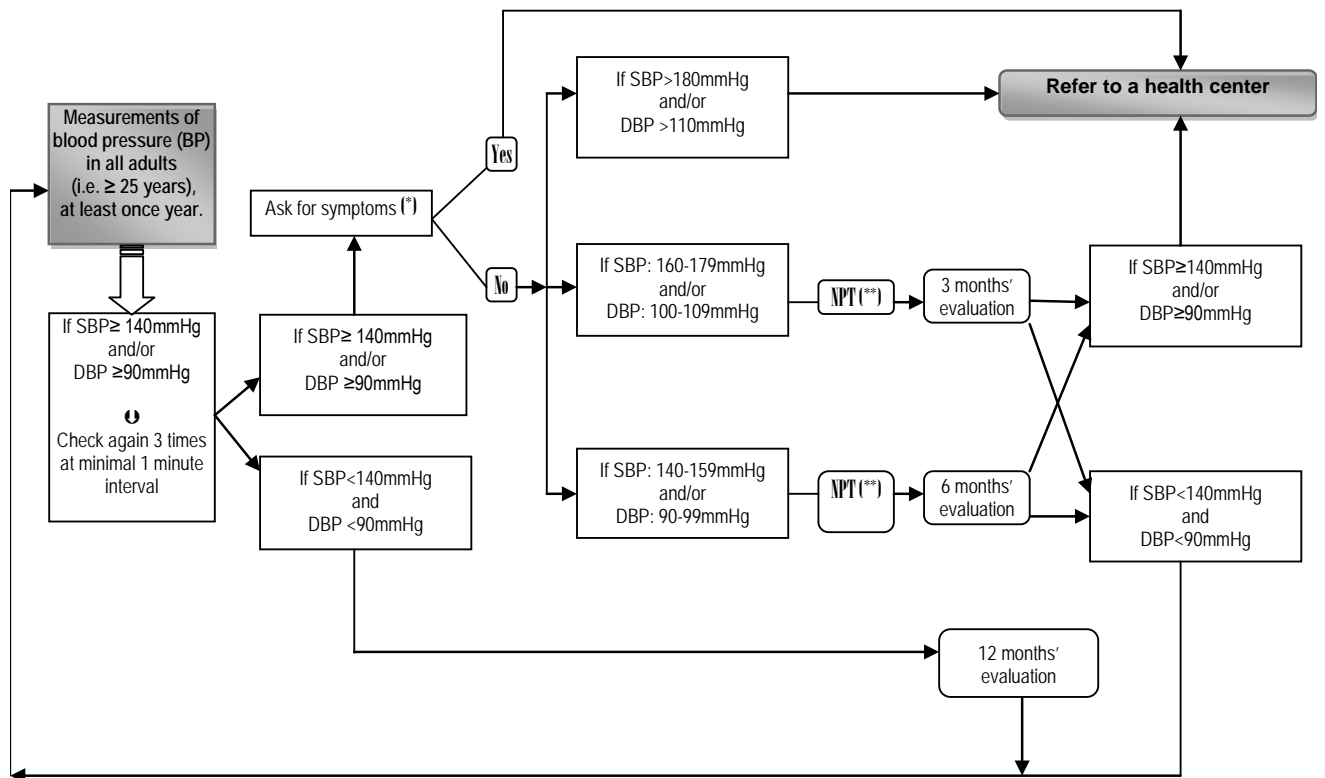 Measurements of
blood pressure (BP)
in all adults
(i.e. ≥ 25 years),
at least once year.
If SBP≥ 140mmHg
and/or
DBP ≥90mmHg
Check again 3 times
at minimal 1 minute
interval
Ask for symptoms (*)
If SBP≥ 140mmHg
and/or
DBP ≥90mmHg
If SBP<140mmHg
and
DBP <90mmHg
Yes
No
If SBP>180mmHg
and/or
DBP >110mmHg
If SBP: 160-179mmHg
and/or
DBP: 100-109mmHg
If SBP: 140-159mmHg
and/or
DBP: 90-99mmHg
NPT (**)
3 months’
evaluation
NPT (**)
6 months’
evaluation
Refer to a health center
If SBP≥140mmHg
and/or
DBP≥90mmHg
If SBP<140mmHg
and
DBP<90mmHg
12 months’
evaluation